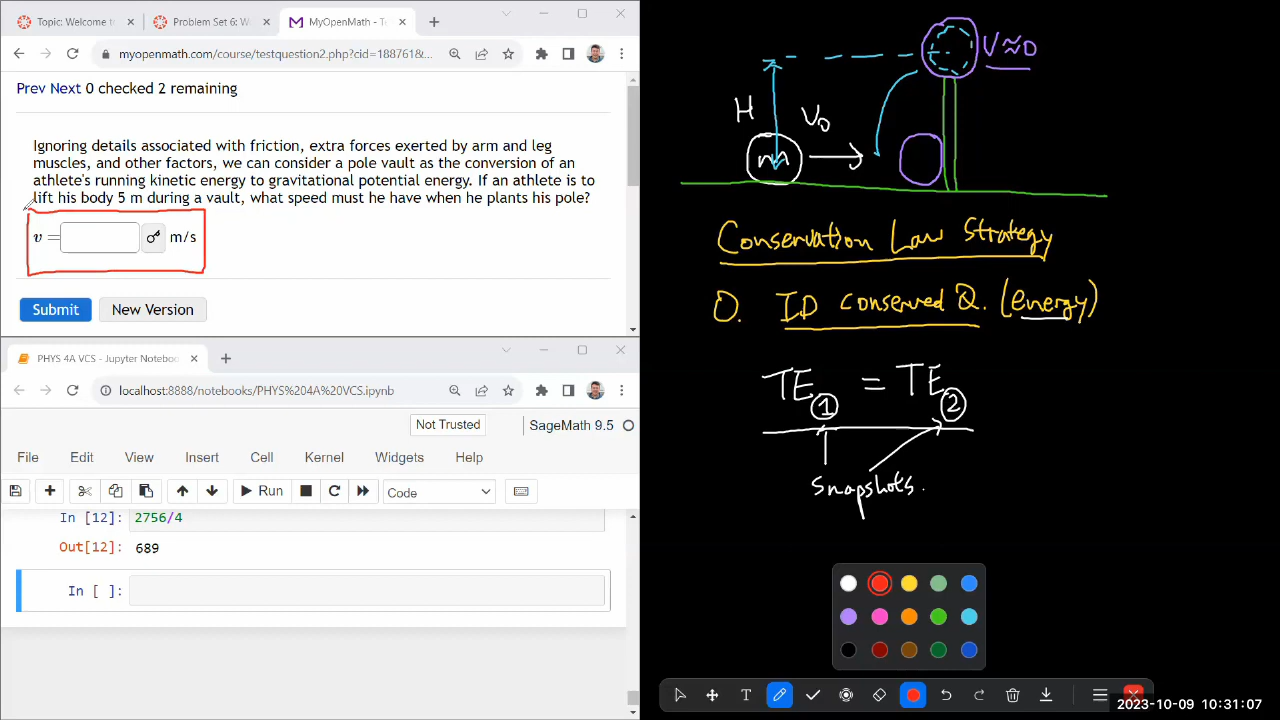 Topic: Welcome t
Problem Set 6: W
MyOpenMath - Tu
myopenmath.com/course/testquestion.php?cid=188761&...
Prev Next 0 checked 2 remaining
Ignoring details associated with friction, extra forces exerted by arm and leg
muscles, and other factors, we can consider a pole vault as the conversion of an
athlete's running kinetic energy to gravitational potential energy. If an athlete is to
lift his body 5 m during a vault, what speed must he have when he plants his pole?
v = m/s
Submit New Version
PHYS 4A VCS - Jupyter Noteboo
localhost:8888/notebooks/PHYS%204A%20VCS.ipynb
Not Trusted SageMath 9.5
File Edit View Insert Cell Kernel Widgets Help
Run Code
In [12]: 2756/4
Out[12]: 689
In [ ]:
V≈0
H
V0
m
Conservation Law Strategy
0. ID conserved Q. (energy)
TE① = TE②
Snapshots.
T
2023-10-09 10:31:07